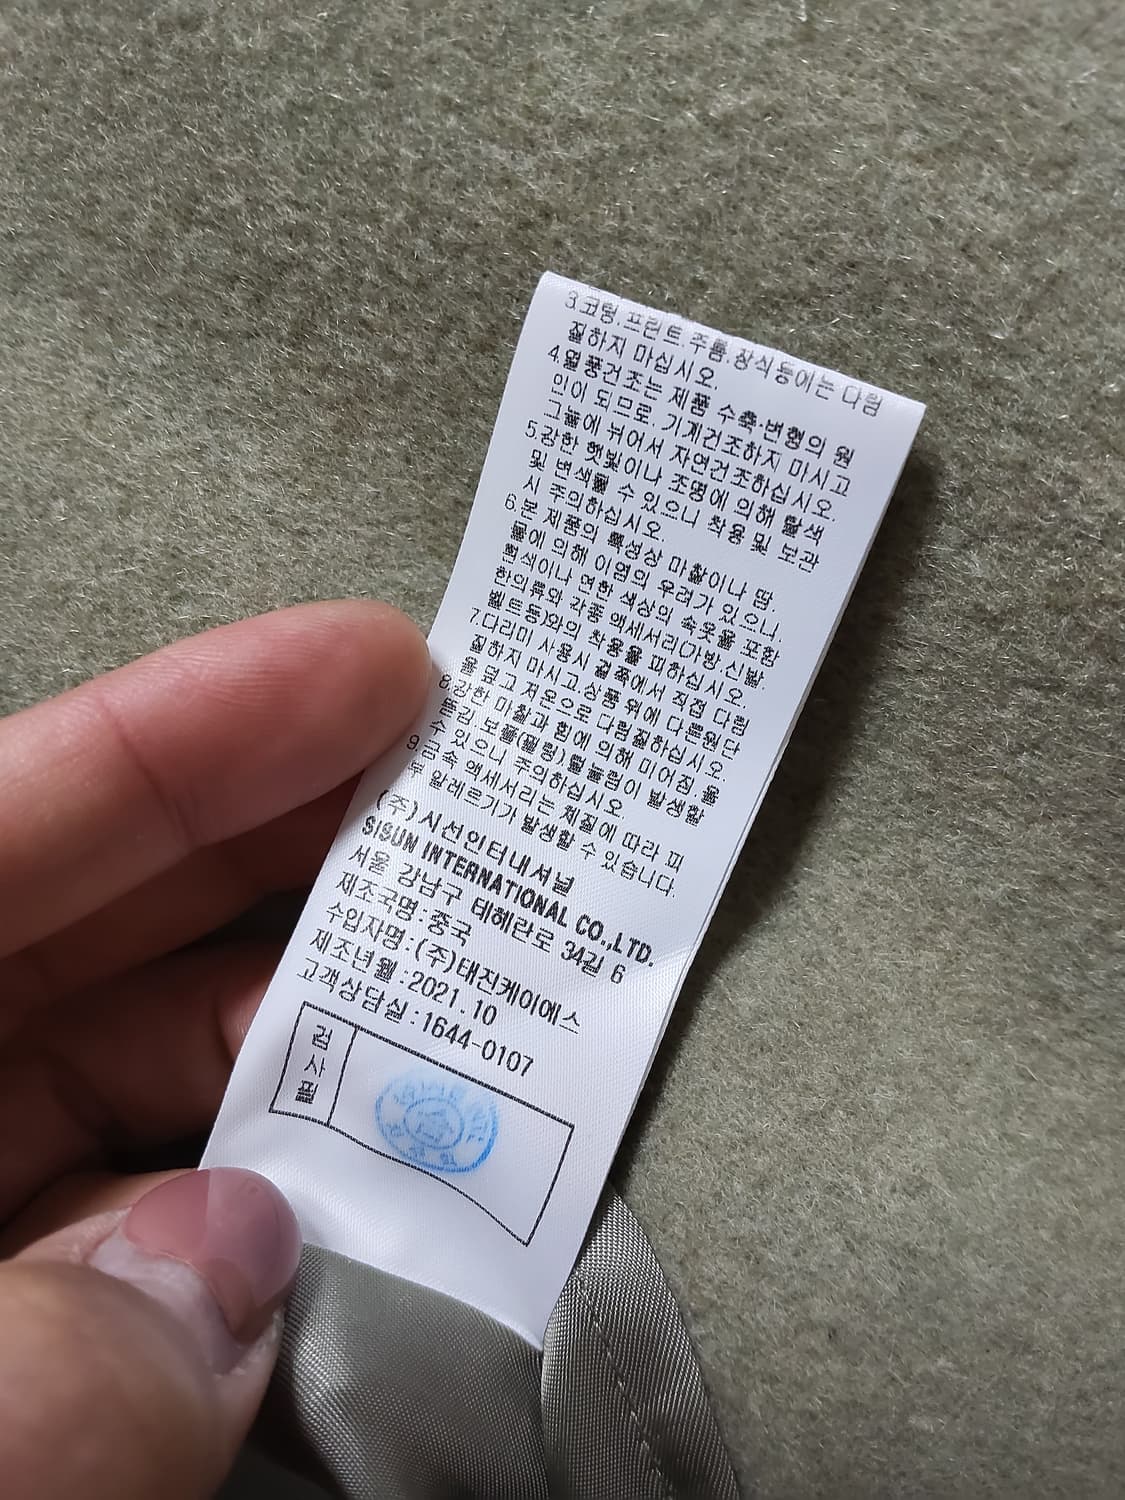 3.코팅,프린트,주름,장식등에는 다림
질하지 마십시오.
4.열풍건조는 제품 수축·변형의 원
인이 되므로, 기계건조하지 마시고
그늘에 뉘어서 자연건조하십시오.
5.강한 햇빛이나 조명에 의해 탈색
및 변색될 수 있으니 착용 및 보관
시 주의하십시오.
6.본 제품의 특성상 마찰이나 땀,
물에 의해 이염의 우려가 있으니,
흰색이나 연한 색상의 속옷을 포함
한의류와 각종 액세서리(가방,신발,
벨트등)와의 착용을 피하십시오.
7.다리미 사용시 겉쪽에서 직접 다림
질하지 마시고,상품위에 다른원단
을 덮고 저온으로 다림질하십시오.
8.강한 마찰과 힘에 의해 미어짐,올
뜯김,보풀(필링),털눌림이 발생할
수 있으니 주의하십시오.
9.금속 액세서리는 체질에 따라 피
부 알레르기가 발생할 수 있습니다.
(주)시선인터내셔널
SISUN INTERNATIONAL CO.,LTD.
서울 강남구 테헤란로 34길 6
제조국명:중국
수입자명:(주)태진케이에스
제조년월:2021.10
고객상담실:1644-0107
검사필